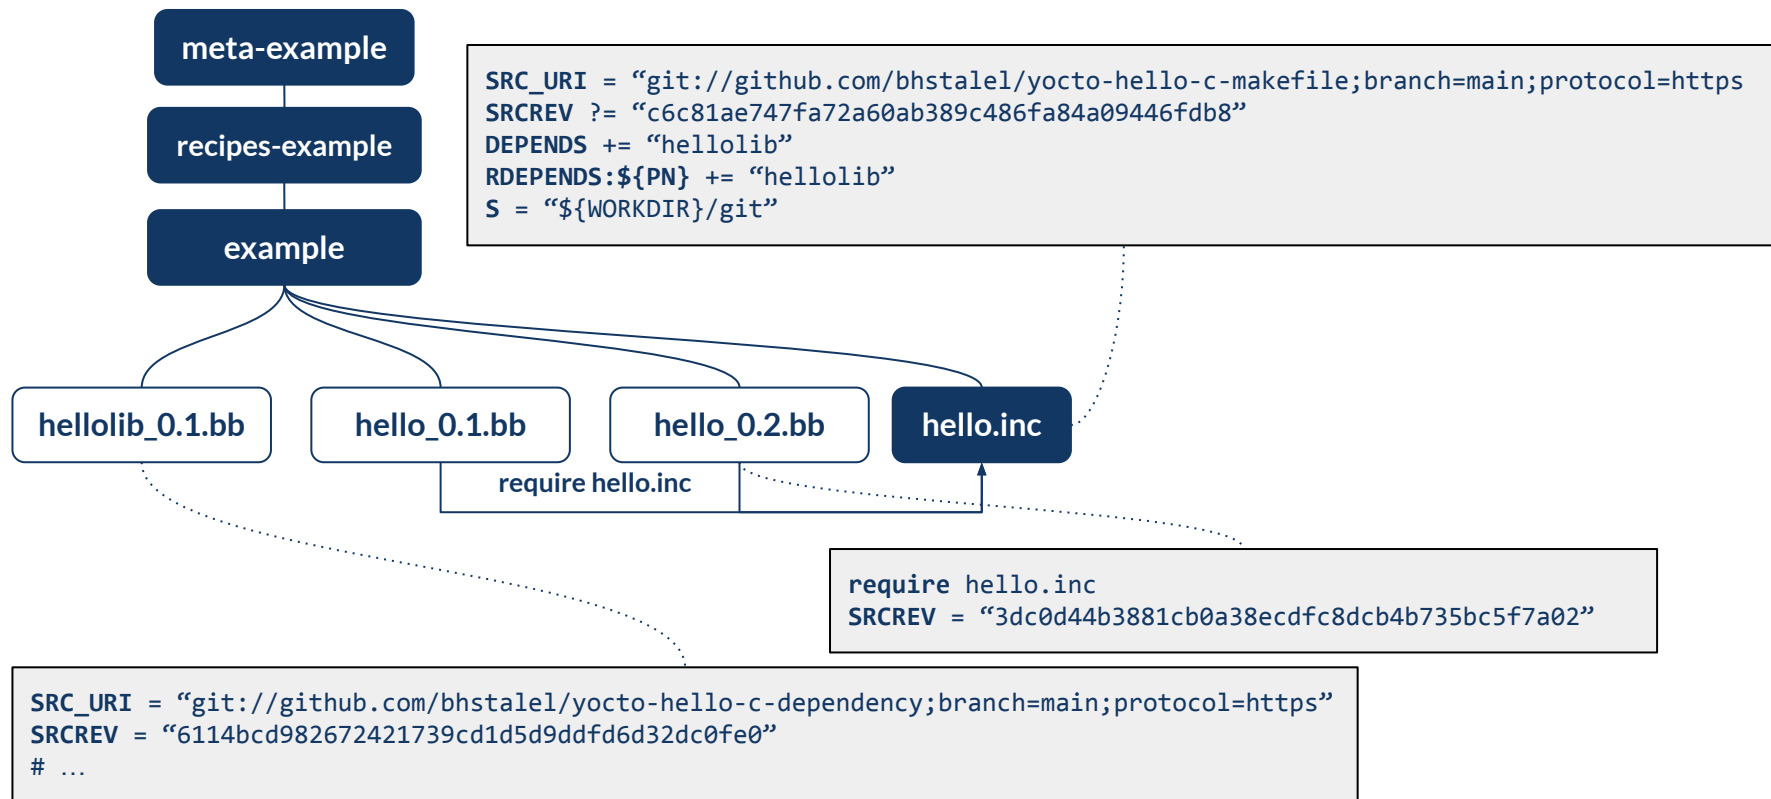 meta-example
recipes-example
example
SRC_URI = “git://github.com/bhstalel/yocto-hello-c-makefile;branch=main;protocol=https
SRCREV ?= “c6c81ae747fa72a60ab389c486fa84a09446fdb8”
DEPENDS += “hellolib”
RDEPENDS:${PN} += “hellolib”
S = “${WORKDIR}/git”
hellolib_0.1.bb
hello_0.1.bb
hello_0.2.bb
hello.inc
require hello.inc
require hello.inc
SRCREV = “3dc0d44b3881cb0a38ecdfc8dcb4b735bc5f7a02”
SRC_URI = “git://github.com/bhstalel/yocto-hello-c-dependency;branch=main;protocol=https”
SRCREV = “6114bcd982672421739cd1d5d9ddfd6d32dc0fe0”
# …